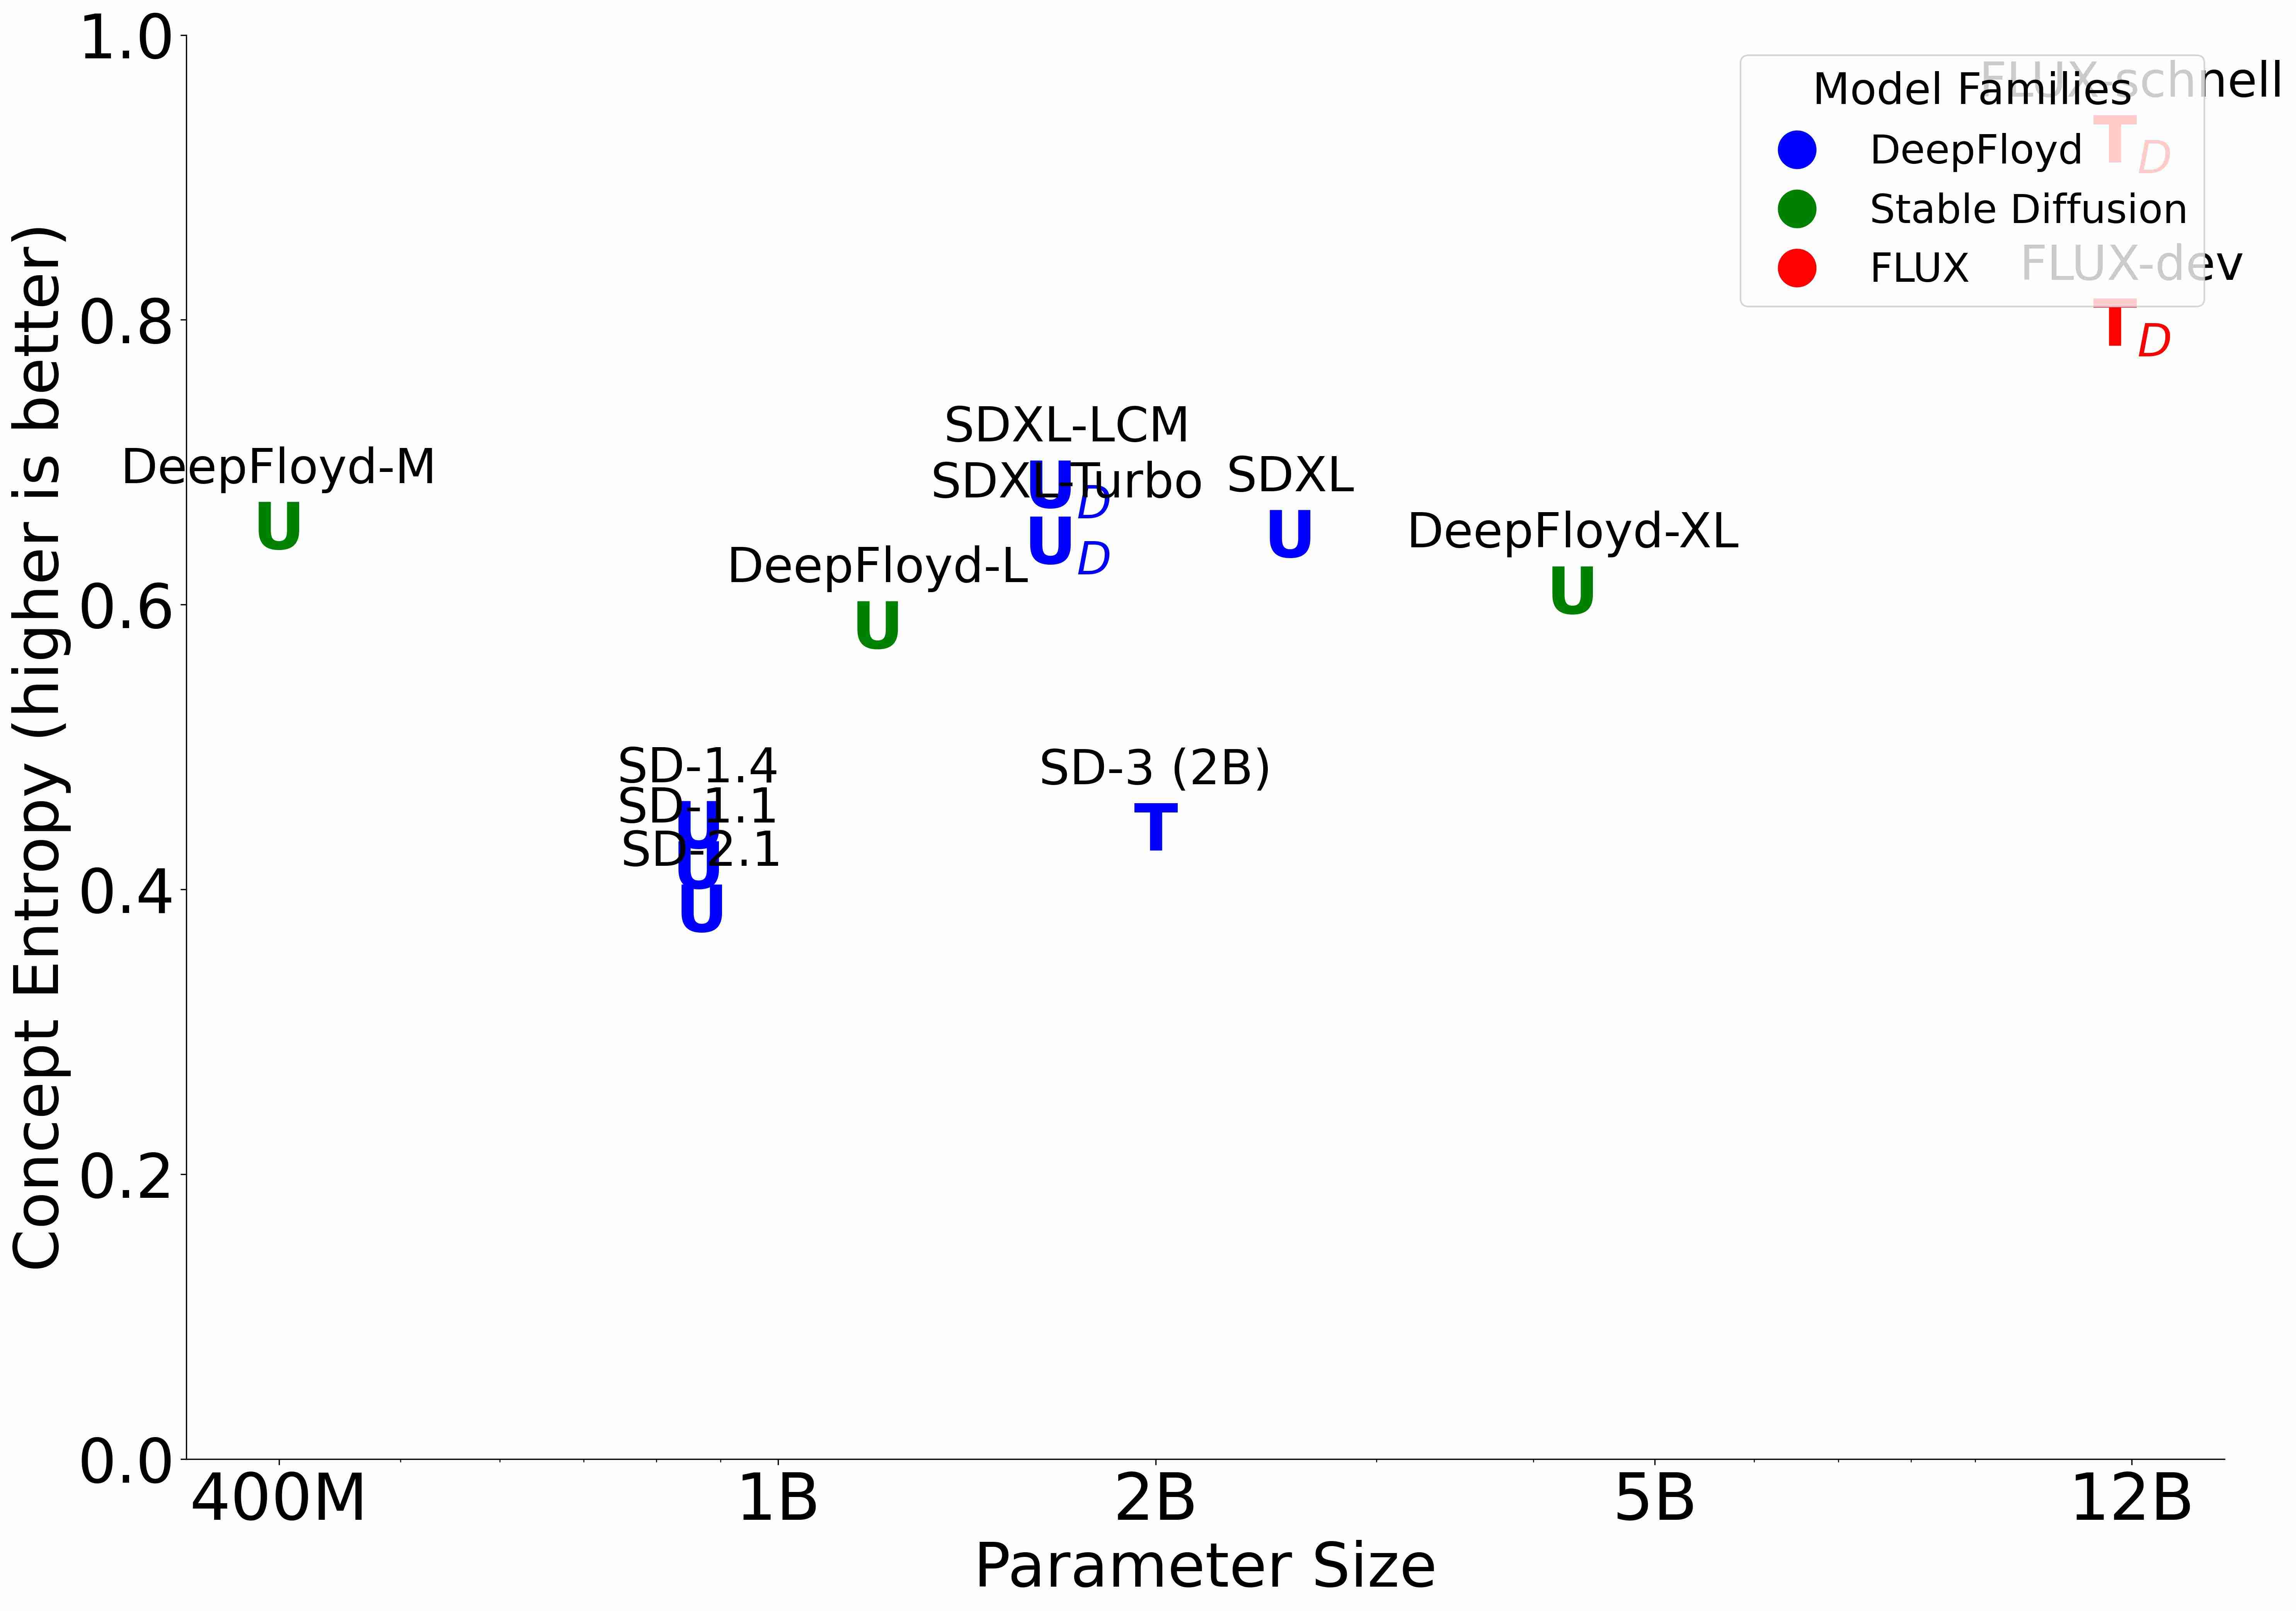 1.0
0.8
0.6
0.4
0.2
0.0
Concept Entropy (higher is better)
Model Families
DeepFloyd
Stable Diffusion
FLUX
FLUX-schnell
T D
FLUX-dev
T D
SDXL-LCM
U D
SDXL-Turbo
U D
SDXL
U
DeepFloyd-M
U
DeepFloyd-XL
U
DeepFloyd-L
U
SD-1.4
U
SD-1.1
U
SD-2.1
U
SD-3 (2B)
T
400M
1B
2B
5B
12B
Parameter Size